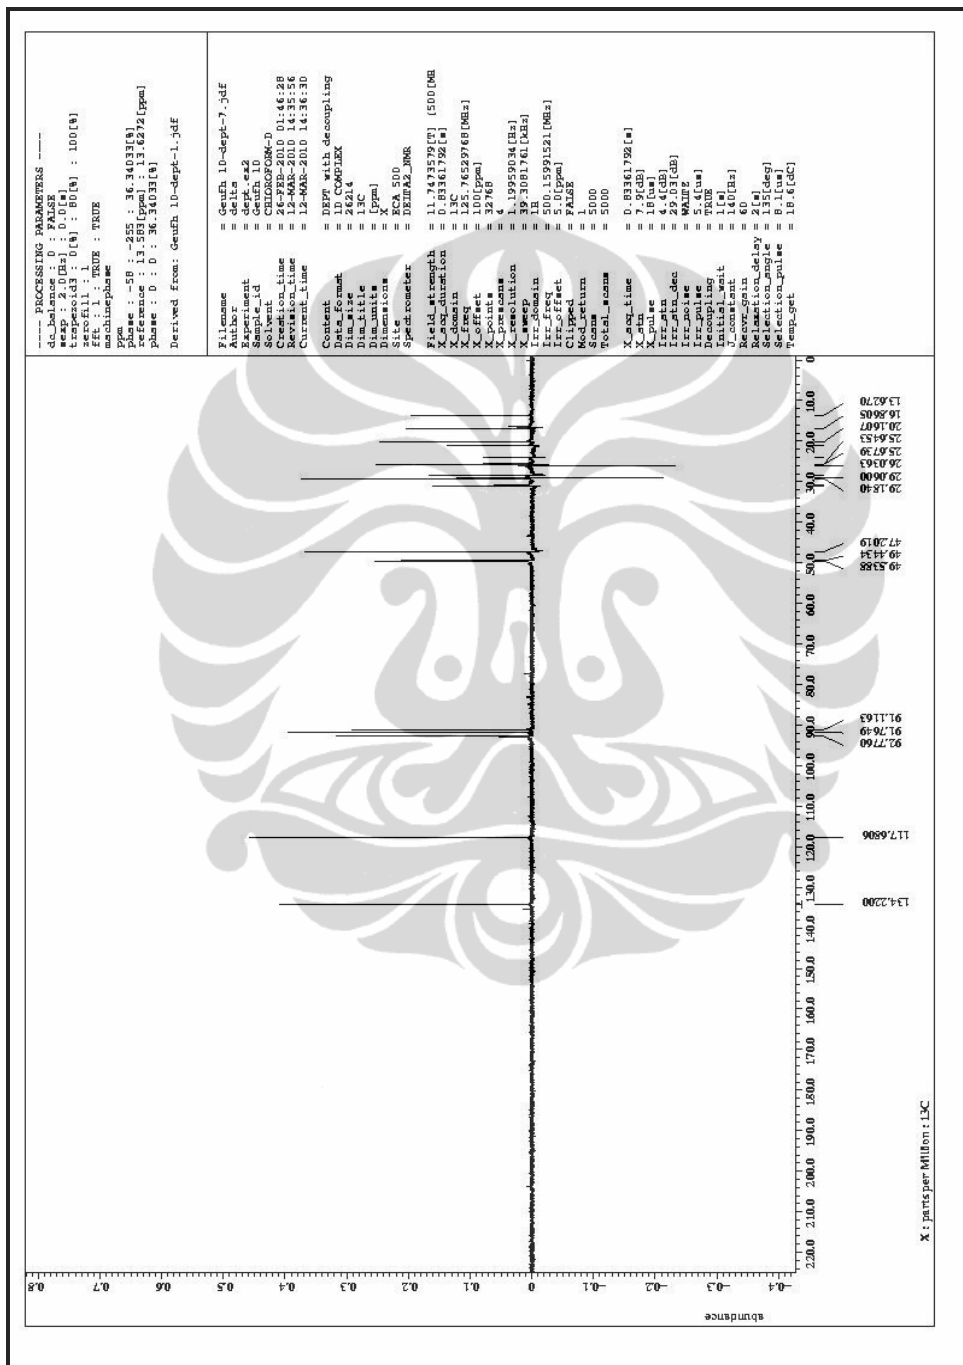 ---- PROCESSING PARAMETERS ----
dc_balance : 0 : FALSE
sexp : 2.0[Hz] : 0.0[s]
trapezoid3 : 0[%] : 80[%] : 100[%]
zerofill : 1
fft : 1 : TRUE : TRUE
machinephase
ppm
phase : -58 : -255 : 36.34033[%]
reference : 13.583[ppm] : 13.6272[ppm]
phase : 0 : 0 : 36.34033[%]
Derived from: Geufh 10-dept-1.jdf
Filename = Geufh 10-dept-7.jdf
Author = delta
Experiment = dept.ex2
Sample_id = Geufh 10
Solvent = CHLOROFORM-D
Creation_time = 26-FEB-2010 01:46:28
Revision_time = 12-MAR-2010 14:35:56
Current_time = 12-MAR-2010 14:36:30
Content = DEPT with decoupling
Data_format = 1D COMPLEX
Dim_size = 26214
Dim_title = 13C
Dim_units = [ppm]
Dimensions = X
Site = ECA 500
Spectrometer = DELTA2_NMR
Field_strength = 11.7473579[T] (500[MH
X_acq_duration = 0.83361792[s]
X_domain = 13C
X_freq = 125.76529768[MHz]
X_offset = 100[ppm]
X_points = 32768
X_prescans = 4
X_resolution = 1.19959034[Hz]
X_sweep = 39.3081761[kHz]
Irr_domain = 1H
Irr_freq = 500.15991521[MHz]
Irr_offset = 5.0[ppm]
Clipped = FALSE
Mod_return = 1
Scans = 5000
Total_scans = 5000
X_acq_time = 0.83361792[s]
X_atn = 7.9[dB]
X_pulse = 18[us]
Irr_atn = 4.4[dB]
Irr_atn_dec = 29.03[dB]
Irr_noise = WALTZ
Irr_pulse = 5.4[us]
Decoupling = TRUE
Initial_wait = 1[s]
J_constant = 140[Hz]
Recvr_gain = 60
Relaxation_delay = 2[s]
Selection_angle = 135[deg]
Selection_pulse = 8.1[us]
Temp_get = 18.6[dC]
abundance
0.8 0.7 0.6 0.5 0.4 0.3 0.2 0.1 0 -0.1 -0.2 -0.3 -0.4
220.0 210.0 200.0 190.0 180.0 170.0 160.0 150.0 140.0 130.0 120.0 110.0 100.0 90.0 80.0 70.0 60.0 50.0 40.0 30.0 20.0 10.0 0
134.2200
117.6806
92.7760
91.7649
91.1163
49.5388
49.4434
47.2019
29.1840
29.0600
26.0363
25.6739
25.5453
20.1607
16.8605
13.6270
X : parts per Million : 13C